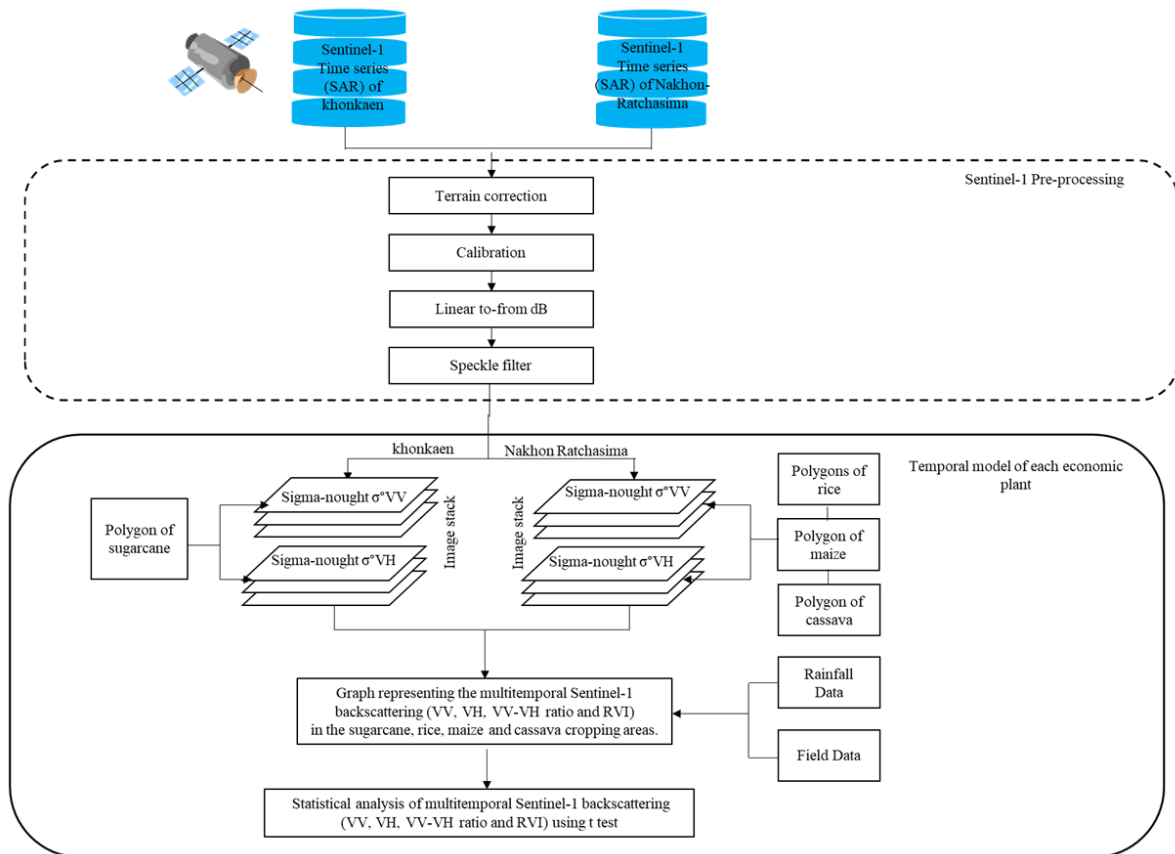 Sentinel-1
Time series
(SAR) of
khonkaen
Sentinel-1
Time series
(SAR) of Nakhon-
Ratchasima
Sentinel-1 Pre-processing
Terrain correction
Calibration
Linear to-from dB
Speckle filter
khonkaen
Nakhon Ratchasima
Temporal model of each economic
plant
Polygon of
sugarcane
Sigma-nought σ°VV
Sigma-nought σ°VH
Image stack
Image stack
Sigma-nought σ°VV
Sigma-nought σ°VH
Polygons of
rice
Polygon of
maize
Polygon of
cassava
Rainfall
Data
Field Data
Graph representing the multitemporal Sentinel-1
backscattering (VV, VH, VV-VH ratio and RVI)
in the sugarcane, rice, maize and cassava cropping areas.
Statistical analysis of multitemporal Sentinel-1 backscattering
(VV, VH, VV-VH ratio and RVI) using t test